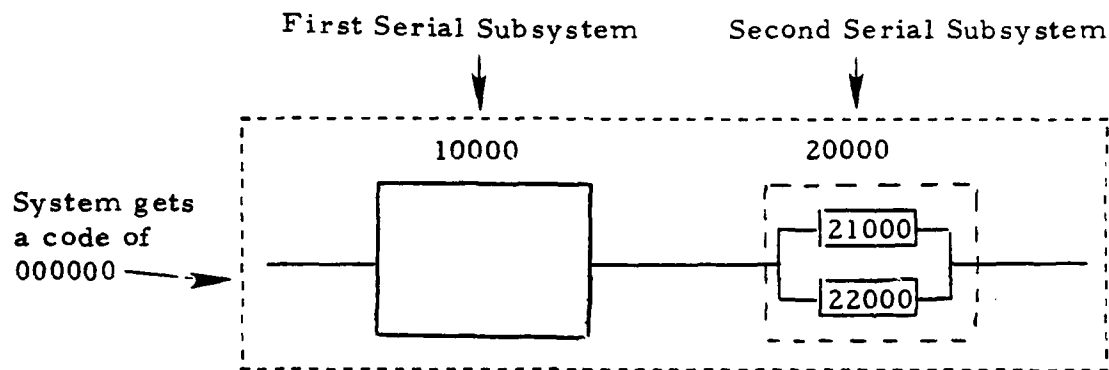 First Serial Subsystem
Second Serial Subsystem
10000
20000
System gets
a code of
000000
21000
22000